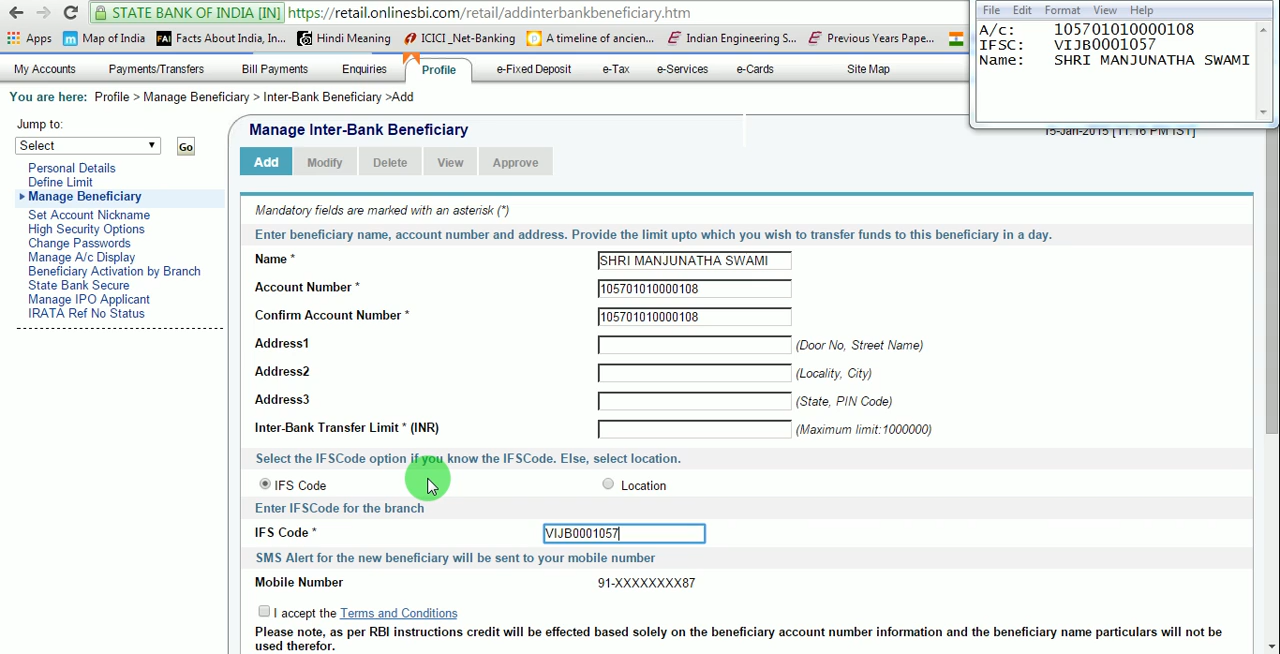 STATE BANK OF INDIA [IN] https://retail.onlinesbi.com/retail/addinterbankbeneficiary.htm
Apps Map of India Facts About India, In... Hindi Meaning ICICI _Net-Banking A timeline of ancien... Indian Engineering S... Previous Years Pape...
File Edit Format View Help
A/c: 105701010000108
IFSC: VIJB0001057
Name: SHRI MANJUNATHA SWAMI
My Accounts Payments/Transfers Bill Payments Enquiries Profile e-Fixed Deposit e-Tax e-Services e-Cards Site Map
You are here: Profile > Manage Beneficiary > Inter-Bank Beneficiary >Add
15-Jan-2015 [11:16 PM IST]
Jump to:
Select Go
Personal Details
Define Limit
Manage Beneficiary
Set Account Nickname
High Security Options
Change Passwords
Manage A/c Display
Beneficiary Activation by Branch
State Bank Secure
Manage IPO Applicant
IRATA Ref No Status
Manage Inter-Bank Beneficiary
Add Modify Delete View Approve
Mandatory fields are marked with an asterisk (*)
Enter beneficiary name, account number and address. Provide the limit upto which you wish to transfer funds to this beneficiary in a day.
Name * SHRI MANJUNATHA SWAMI
Account Number * 105701010000108
Confirm Account Number * 105701010000108
Address1 (Door No, Street Name)
Address2 (Locality, City)
Address3 (State, PIN Code)
Inter-Bank Transfer Limit * (INR) (Maximum limit:1000000)
Select the IFSCode option if you know the IFSCode. Else, select location.
IFS Code Location
Enter IFSCode for the branch
IFS Code * VIJB0001057
SMS Alert for the new beneficiary will be sent to your mobile number
Mobile Number 91-XXXXXXXX87
I accept the Terms and Conditions
Please note, as per RBI instructions credit will be effected based solely on the beneficiary account number information and the beneficiary name particulars will not be
used therefor.